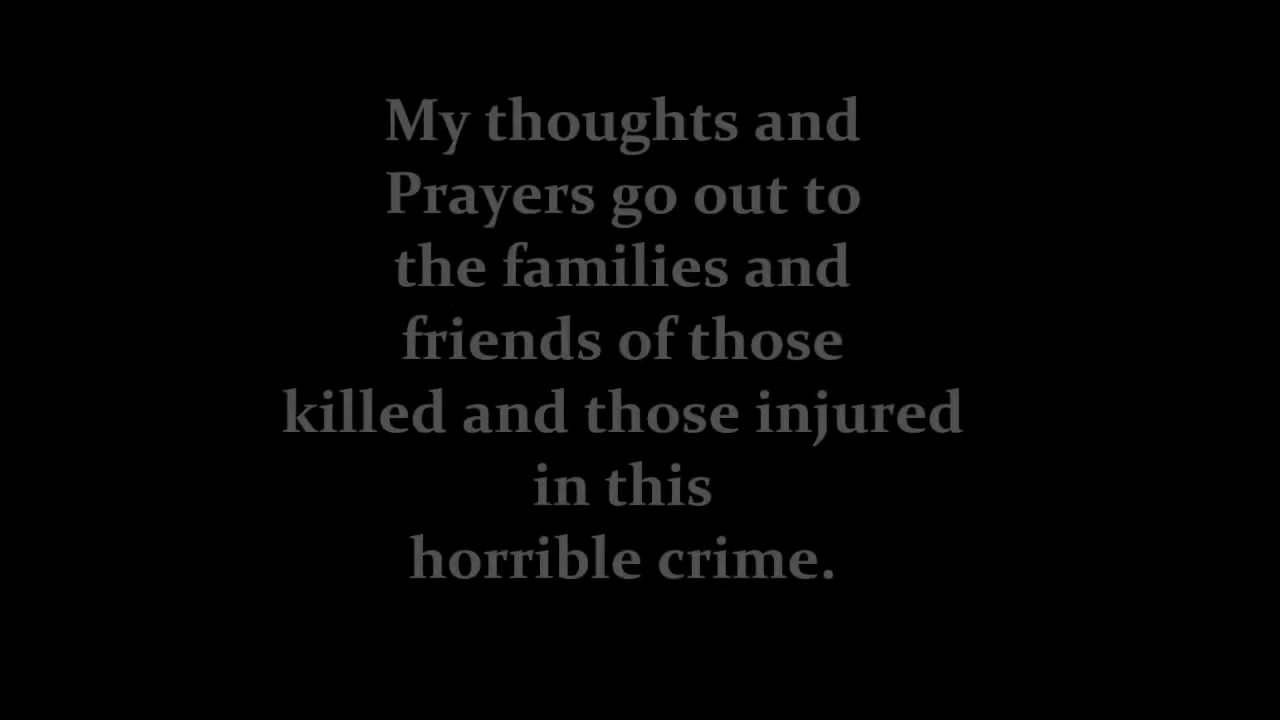 My thoughts and
Prayers go out to
the families and
friends of those
killed and those injured
in this
horrible crime.